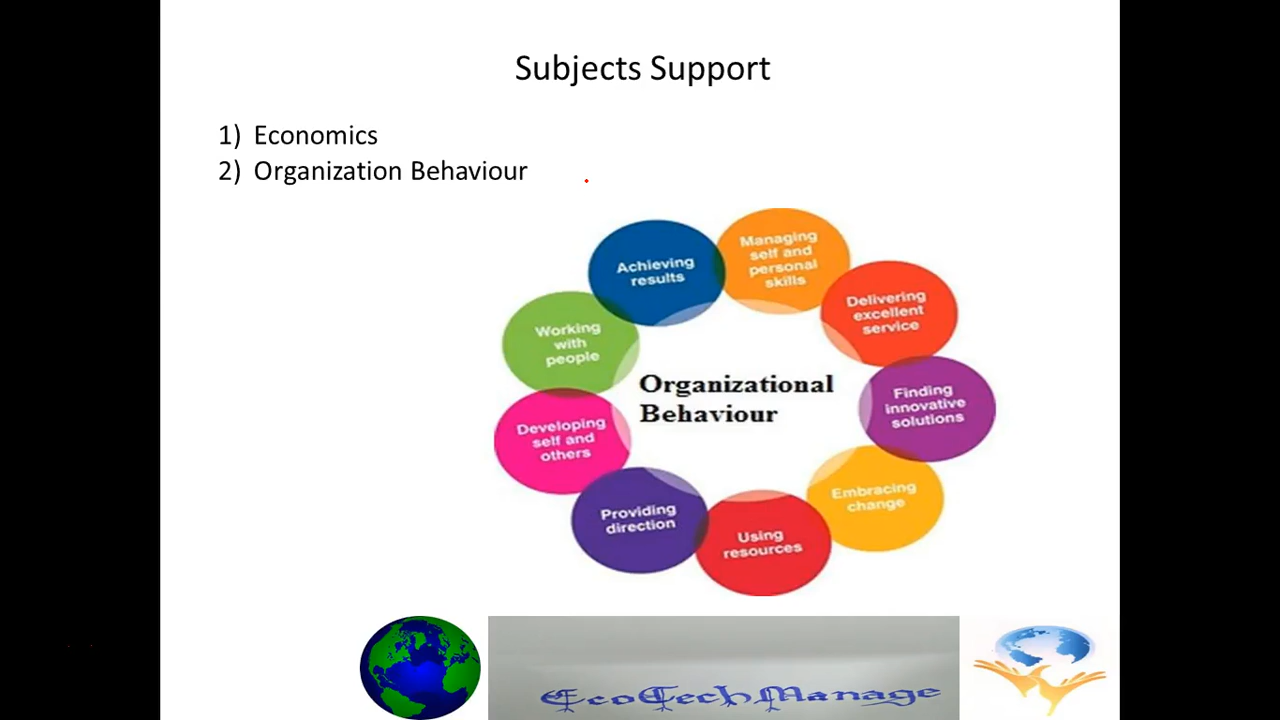 Subjects Support
1) Economics
2) Organization Behaviour
Achieving
results
Managing
self and
personal
skills
Delivering
excellent
service
Working
with
people
Organizational
Behaviour
Finding
innovative
solutions
Developing
self and
others
Embracing
change
Providing
direction
Using
resources
EcoTechManage